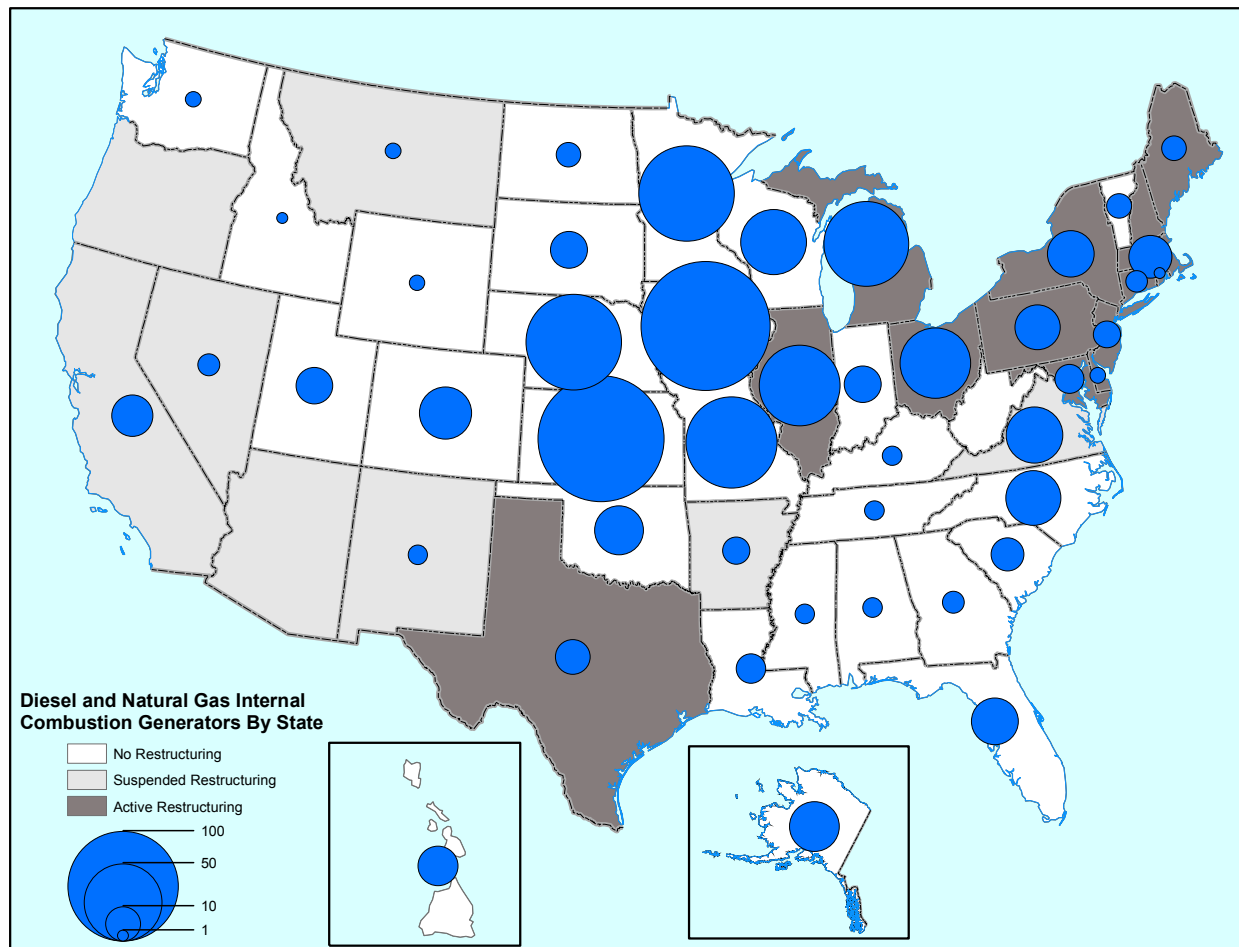 Diesel and Natural Gas Internal
Combustion Generators By State
No Restructuring
Suspended Restructuring
Active Restructuring
100
50
10
1